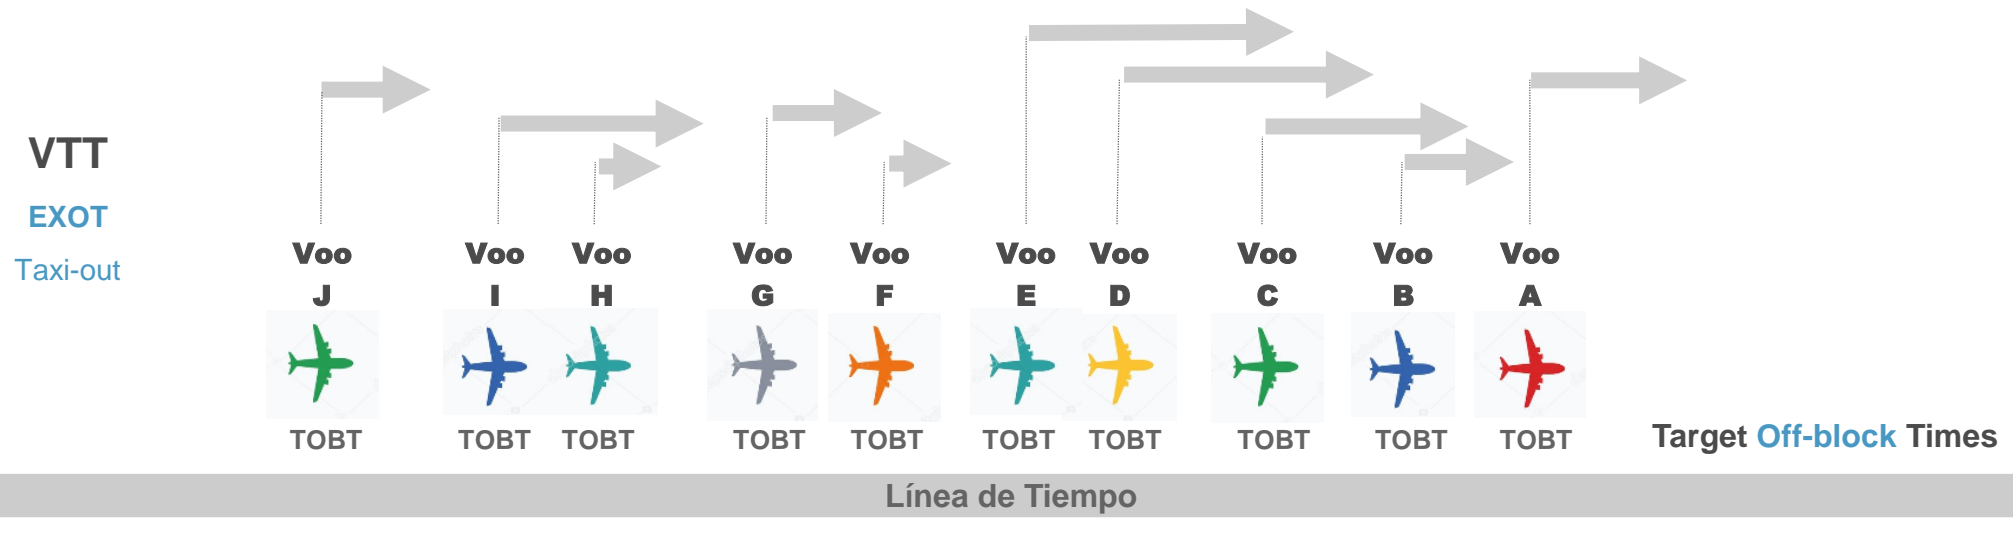 VTT
EXOT
Taxi-out
Voo Voo Voo Voo Voo Voo Voo Voo Voo Voo
J I H G F E D C B A
TOBT TOBT TOBT TOBT TOBT TOBT TOBT TOBT TOBT TOBT
Target Off-block Times
Línea de Tiempo